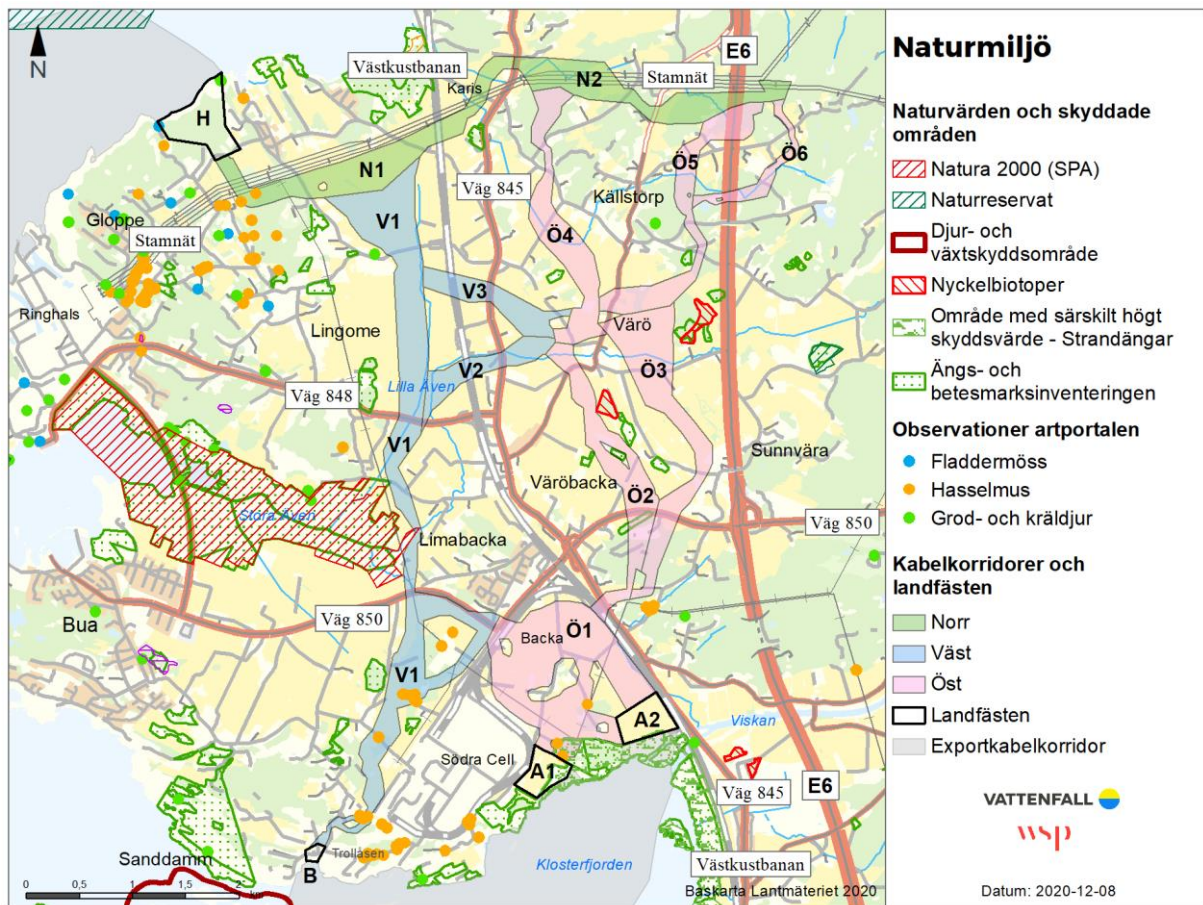 N
Västkustbanan
Karis
N2
Stamnät
E6
H
N1
Väg 845
Källstorp
Ö5
Ö6
Gloppe
Stamnät
V1
Ö4
V3
Ringhals
Lingome
Värö
Lilla Även
V2
Ö3
Väg 848
V1
Sunnvära
Väröbacka
Ö2
Stora Även
Limabacka
Väg 850
Bua
Väg 850
Backa
Ö1
V1
A2
Viskan
Södra Cell
A1
Väg 845
E6
Sanddamm
Trollåsen
B
Klosterfjorden
Västkustbanan
0 0,5 1 1,5 2
km
Baskarta Lantmäteriet 2020
Naturmiljö
Naturvärden och skyddade
områden
Natura 2000 (SPA)
Naturreservat
Djur- och
växtskyddsområde
Nyckelbiotoper
Område med särskilt högt
skyddsvärde - Strandängar
Ängs- och
betesmarksinventeringen
Observationer artportalen
Fladdermöss
Hasselmus
Grod- och kräldjur
Kabelkorridorer och
landfästen
Norr
Väst
Öst
Landfästen
Exportkabelkorridor
VATTENFALL
wsp
Datum: 2020-12-08